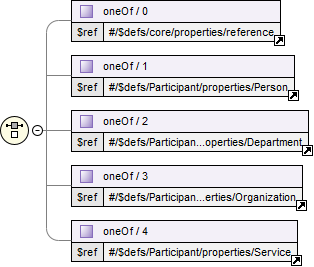 oneOf / 0
$ref #/$defs/core/properties/reference
oneOf / 1
$ref #/$defs/Participant/properties/Person
oneOf / 2
$ref #/$defs/Participan...operties/Department
oneOf / 3
$ref #/$defs/Participan...erties/Organization
oneOf / 4
$ref #/$defs/Participant/properties/Service